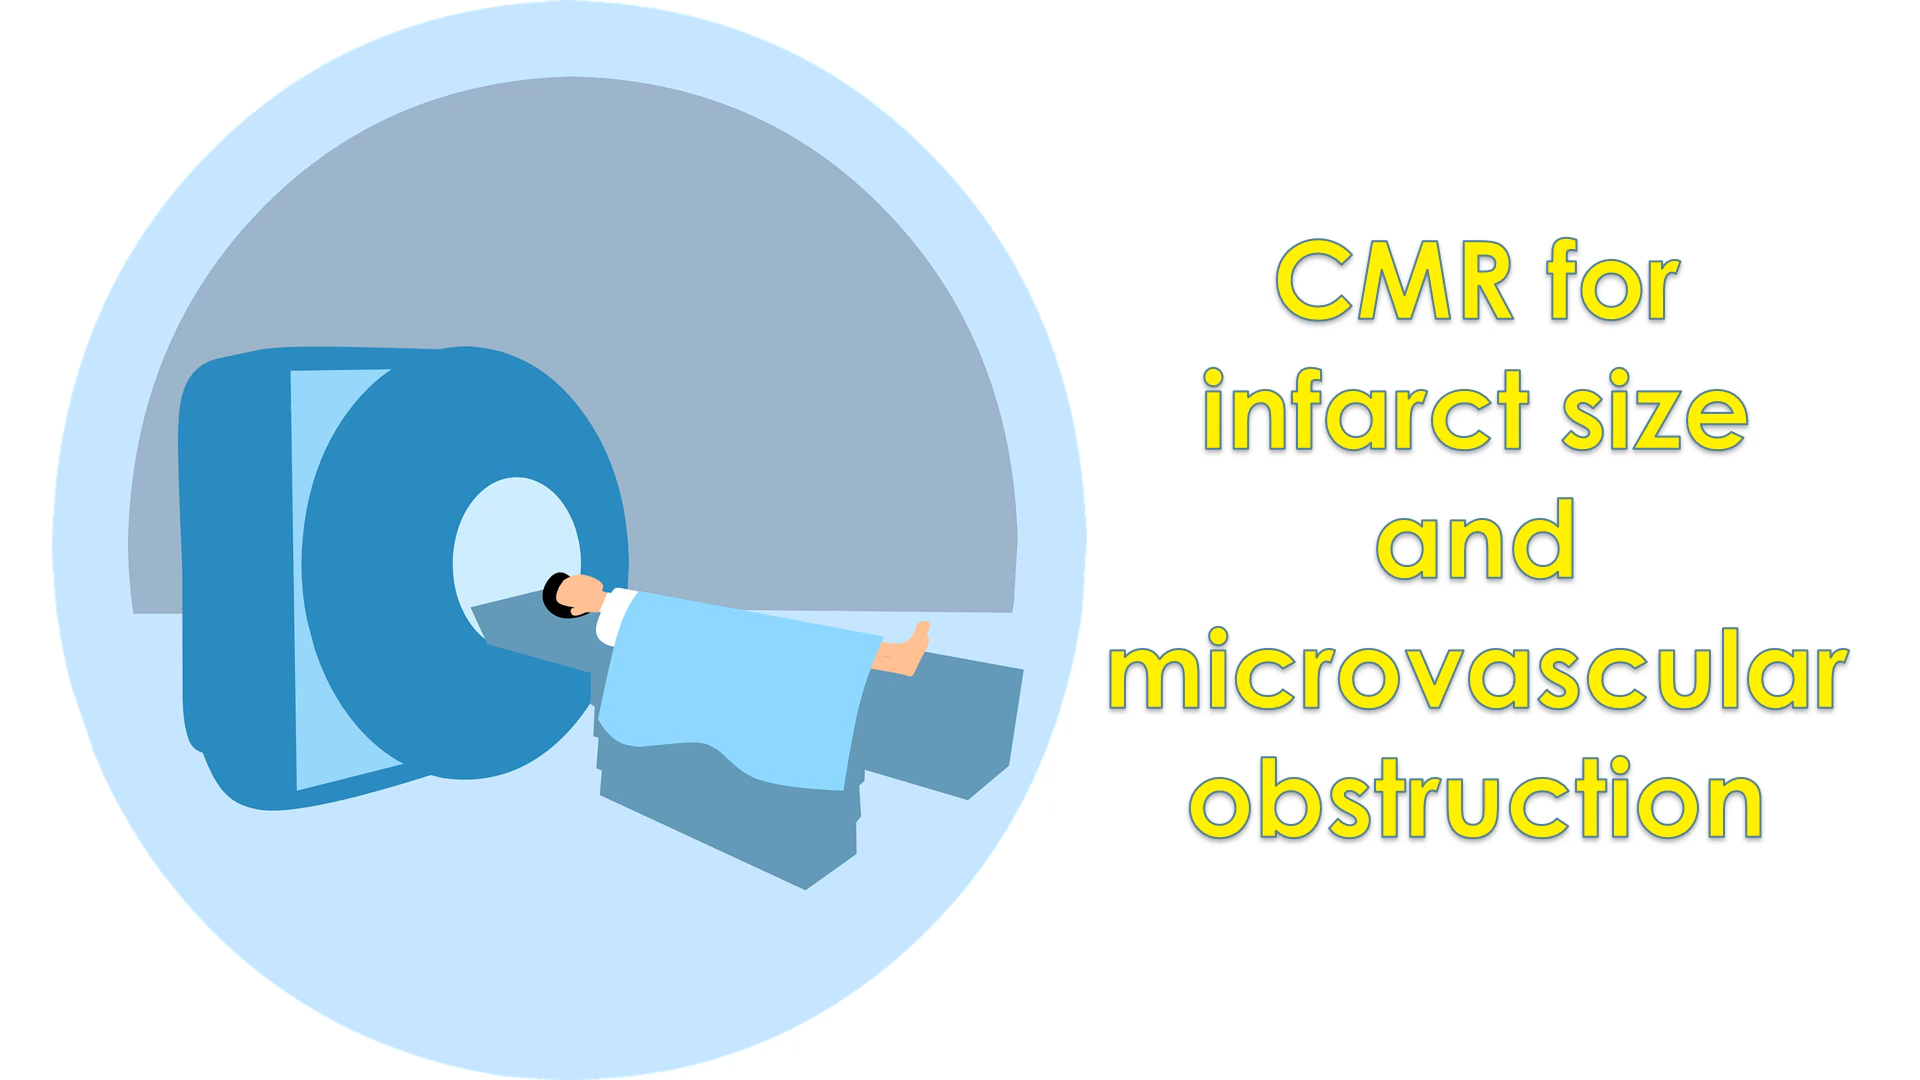 CMR for
infarct size
and
microvascular
obstruction